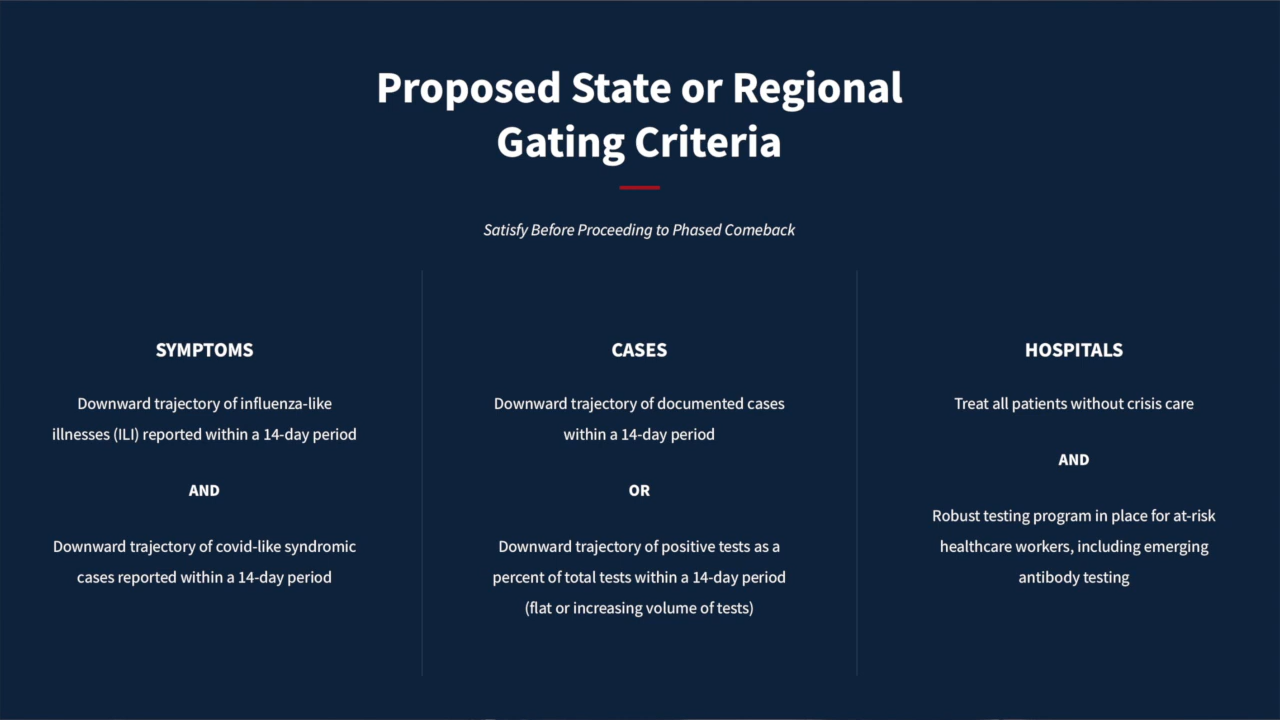 Proposed State or Regional
Gating Criteria
Satisfy Before Proceeding to Phased Comeback
SYMPTOMS
Downward trajectory of influenza-like
illnesses (ILI) reported within a 14-day period
AND
Downward trajectory of covid-like syndromic
cases reported within a 14-day period
CASES
Downward trajectory of documented cases
within a 14-day period
OR
Downward trajectory of positive tests as a
percent of total tests within a 14-day period
(flat or increasing volume of tests)
HOSPITALS
Treat all patients without crisis care
AND
Robust testing program in place for at-risk
healthcare workers, including emerging
antibody testing